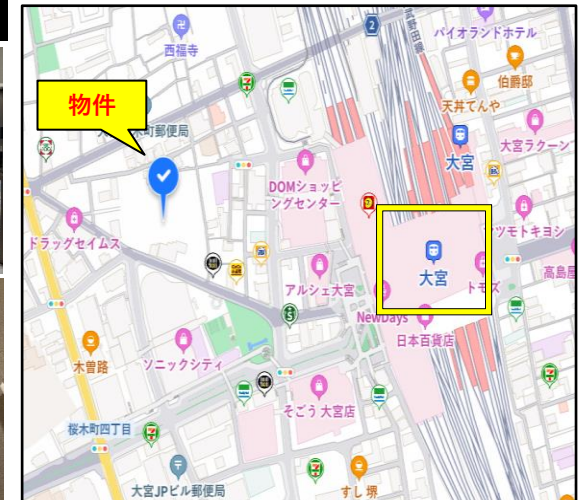 西福寺
2
パイオランドホテル
伯爵邸
天丼てんや
物件
町郵便局
大宮
大宮ラクーン
DOMショッピ
ングセンター
ツモトキヨシ
ドラッグセイムス
大宮
高島屋
アルシェ大宮
トモズ
NewDays
日本百貨店
木曽路
ソニックシティ
そごう 大宮店
桜木町四丁目
大宮JPビル郵便局
すし 堺